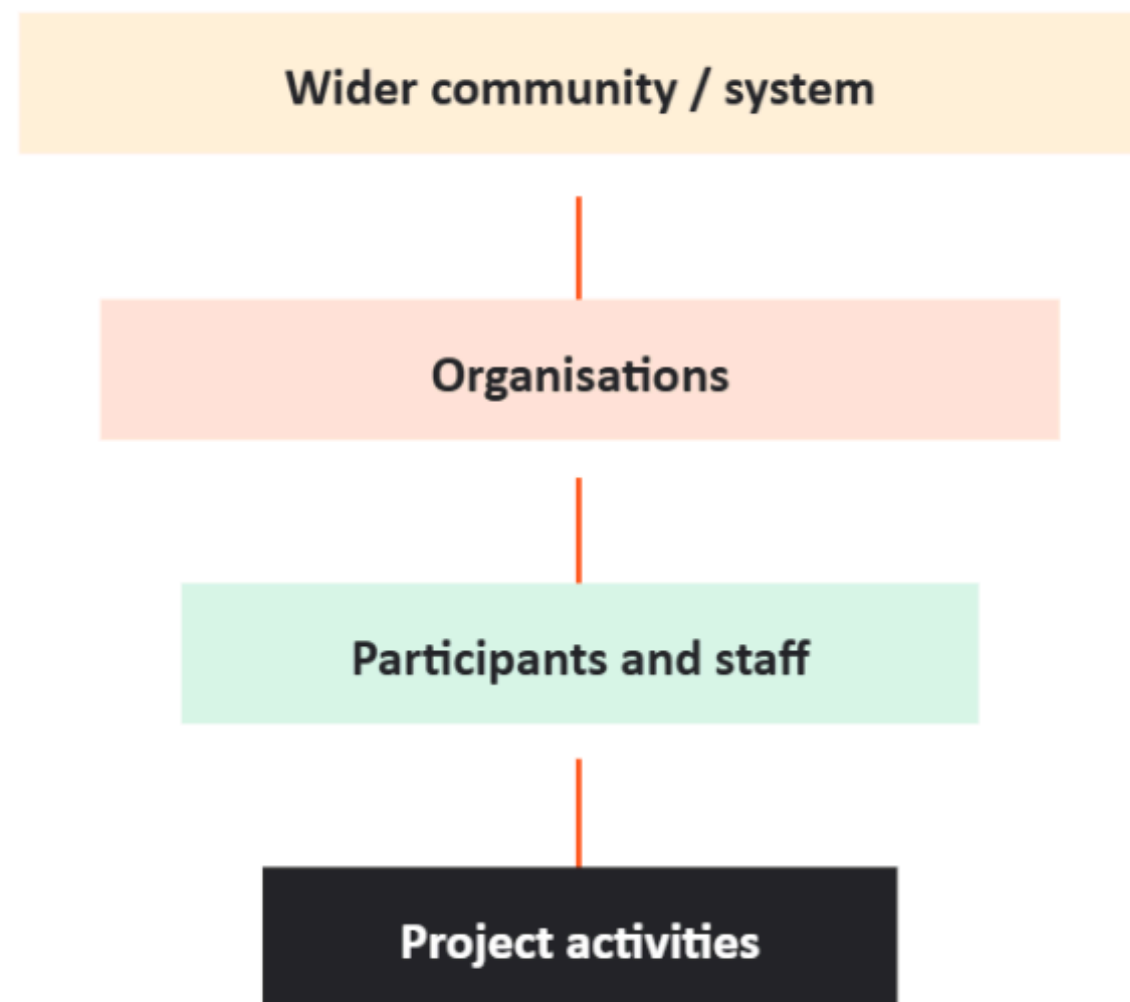 Wider community / system
Organisations
Participants and staff
Project activities